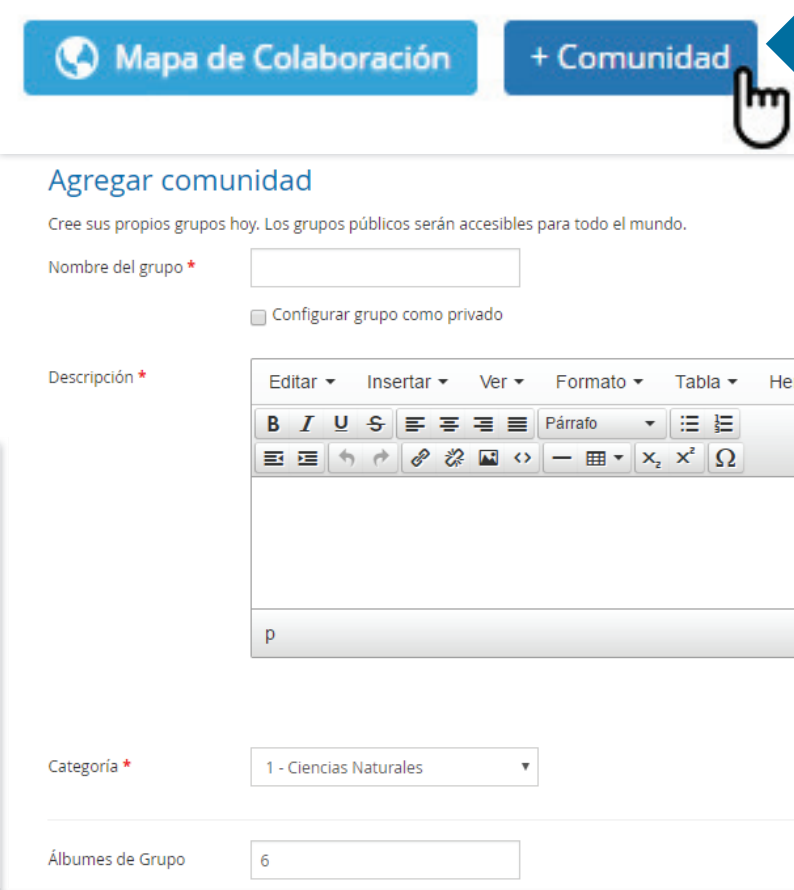 Mapa de Colaboración
+ Comunidad
Agregar comunidad
Cree sus propios grupos hoy. Los grupos públicos serán accesibles para todo el mundo.
Nombre del grupo *
Configurar grupo como privado
Descripción *
Editar Insertar Ver Formato Tabla He
B I U S Párrafo
X₂ X² Ω
p
Categoría * 1 - Ciencias Naturales
Álbumes de Grupo 6